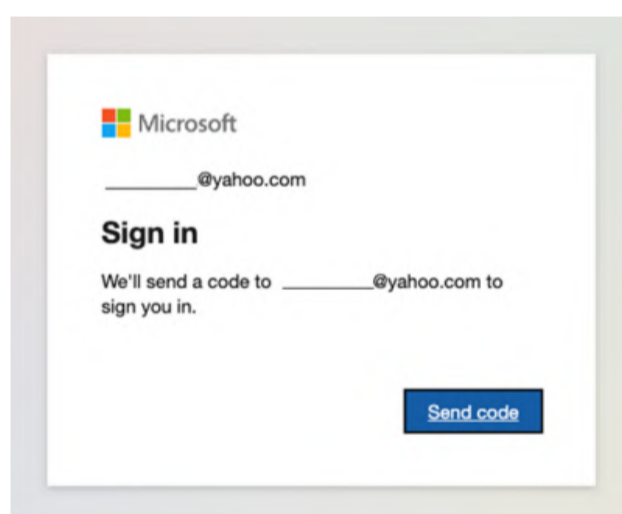 Microsoft
_________@yahoo.com
Sign in
We'll send a code to _________@yahoo.com to
sign you in.
Send code